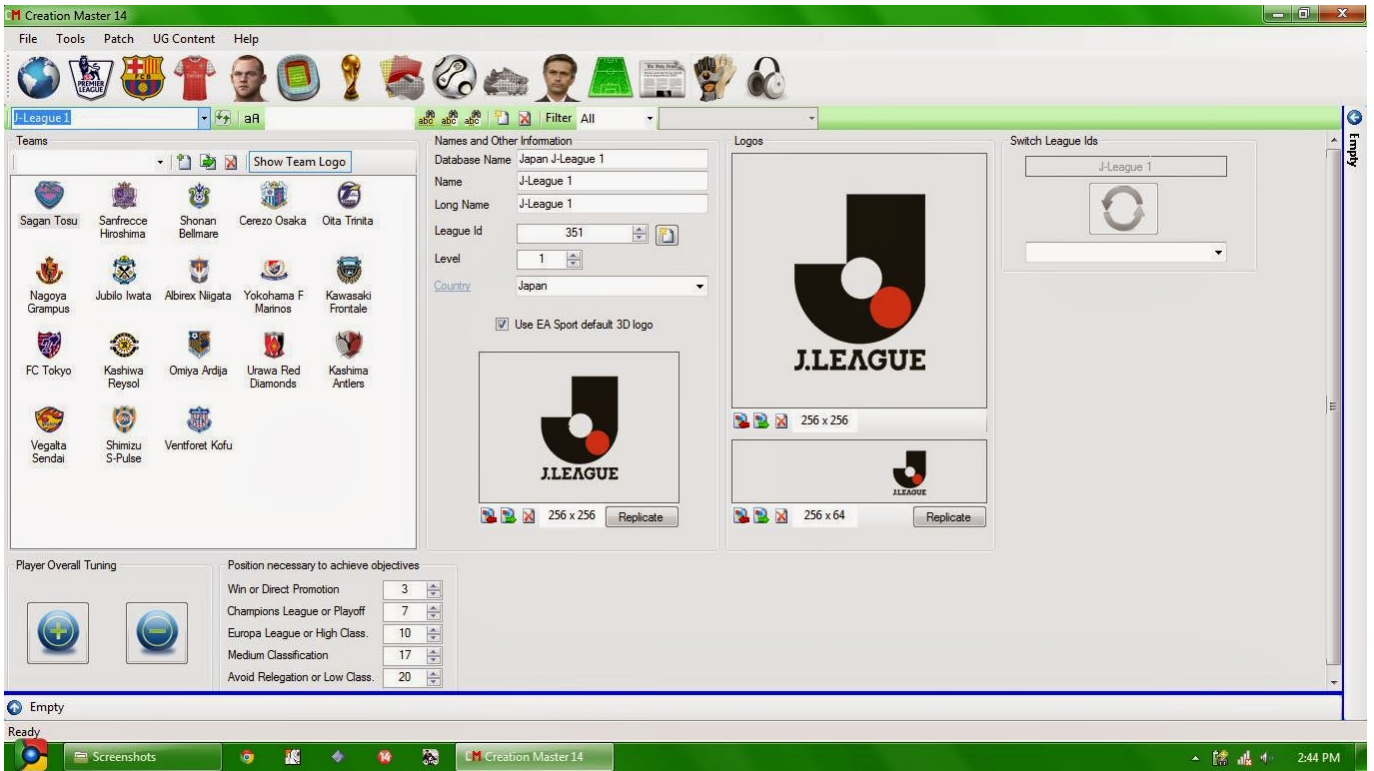 Creation Master 14
File Tools Patch UG Content Help
J-League 1
aA
abc abc abc
Filter All
Teams
Show Team Logo
Sagan Tosu
Sanfrecce Hiroshima
Shonan Bellmare
Cerezo Osaka
Oita Trinita
Nagoya Grampus
Jubilo Iwata
Albirex Niigata
Yokohama F Marinos
Kawasaki Frontale
FC Tokyo
Kashiwa Reysol
Omiya Ardija
Urawa Red Diamonds
Kashima Antlers
Vegalta Sendai
Shimizu S-Pulse
Ventforet Kofu
Names and Other Information
Database Name Japan J-League 1
Name J-League 1
Long Name J-League 1
League Id 351
Level 1
Country Japan
Use EA Sport default 3D logo
J.LEAGUE
256 x 256 Replicate
Logos
J.LEAGUE
256 x 256
J.LEAGUE
256 x 64 Replicate
Switch League Ids
J-League 1
Empty
Player Overall Tuning
Position necessary to achieve objectives
Win or Direct Promotion 3
Champions League or Playoff 7
Europa League or High Class. 10
Medium Classification 17
Avoid Relegation or Low Class. 20
Empty
Ready
Screenshots
14
Creation Master 14
2:44 PM